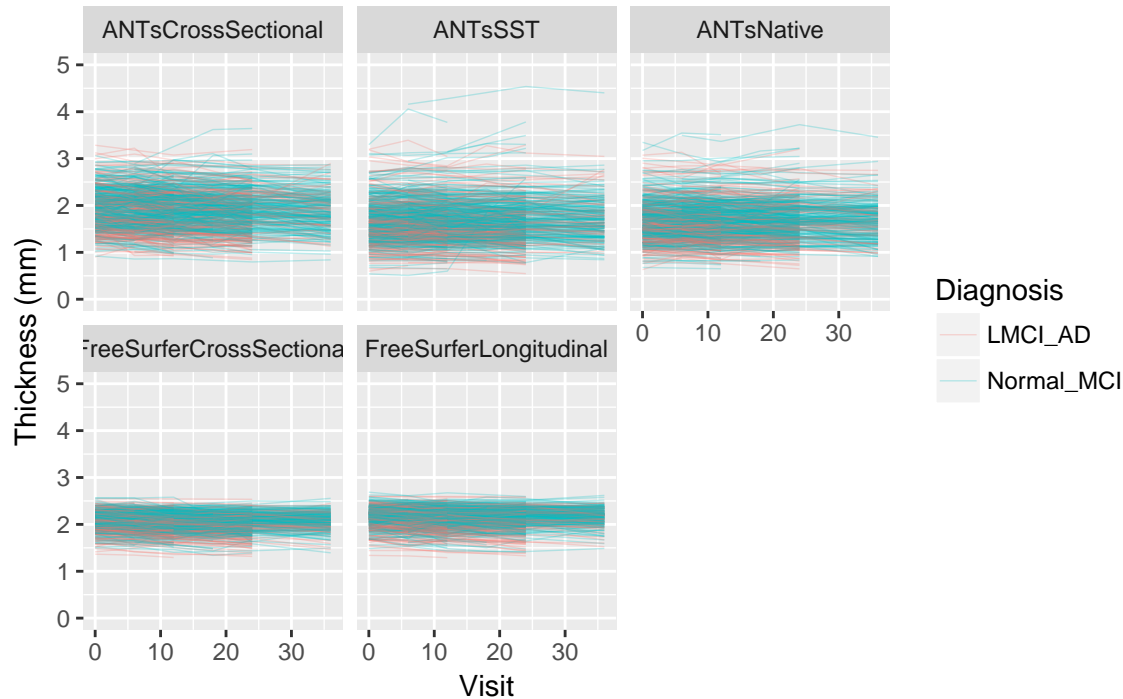 ANTsCrossSectional
ANTsSST
ANTsNative
5
4
3
2
1
0
0 10 20 30
FreeSurferCrossSectiona
FreeSurferLongitudinal
5
4
3
2
1
0
0 10 20 30
0 10 20 30
Thickness (mm)
Visit
Diagnosis
LMCI_AD
Normal_MCI